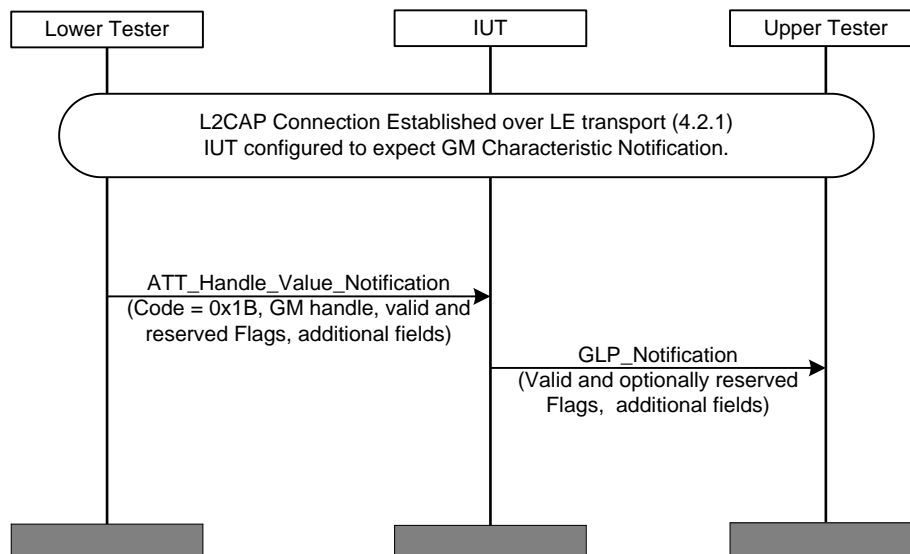 Lower Tester
IUT
Upper Tester
L2CAP Connection Established over LE transport (4.2.1)
IUT configured to expect GM Characteristic Notification.
ATT_Handle_Value_Notification
(Code = 0x1B, GM handle, valid and
reserved Flags, additional fields)
GLP_Notification
(Valid and optionally reserved
Flags,  additional fields)